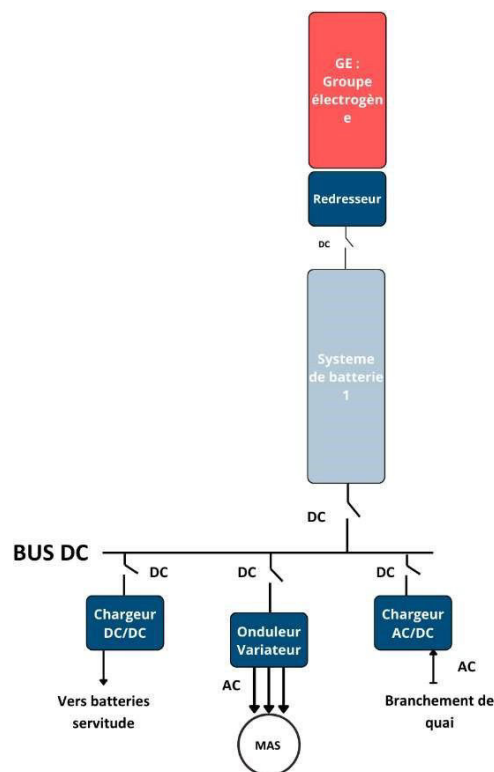 GE :
Groupe
électrogèn
e
Redresseur
DC
Systeme
de batterie
1
DC
BUS DC
DC
DC
DC
Chargeur
DC/DC
Onduleur
Variateur
Chargeur
AC/DC
AC
AC
Vers batteries
servitude
Branchement de
quai
MAS